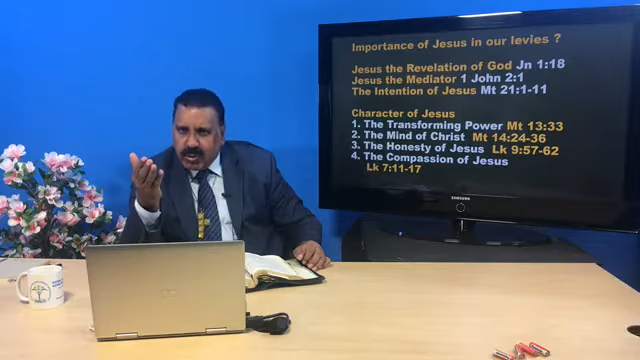 Importance of Jesus in our levies ?
Jesus the Revelation of God Jn 1:18
Jesus the Mediator 1 John 2:1
The Intention of Jesus Mt 21:1-11
Character of Jesus
1. The Transforming Power Mt 13:33
2. The Mind of Christ Mt 14:24-36
3. The Honesty of Jesus Lk 9:57-62
4. The Compassion of Jesus
Lk 7:11-17
SAMSUNG